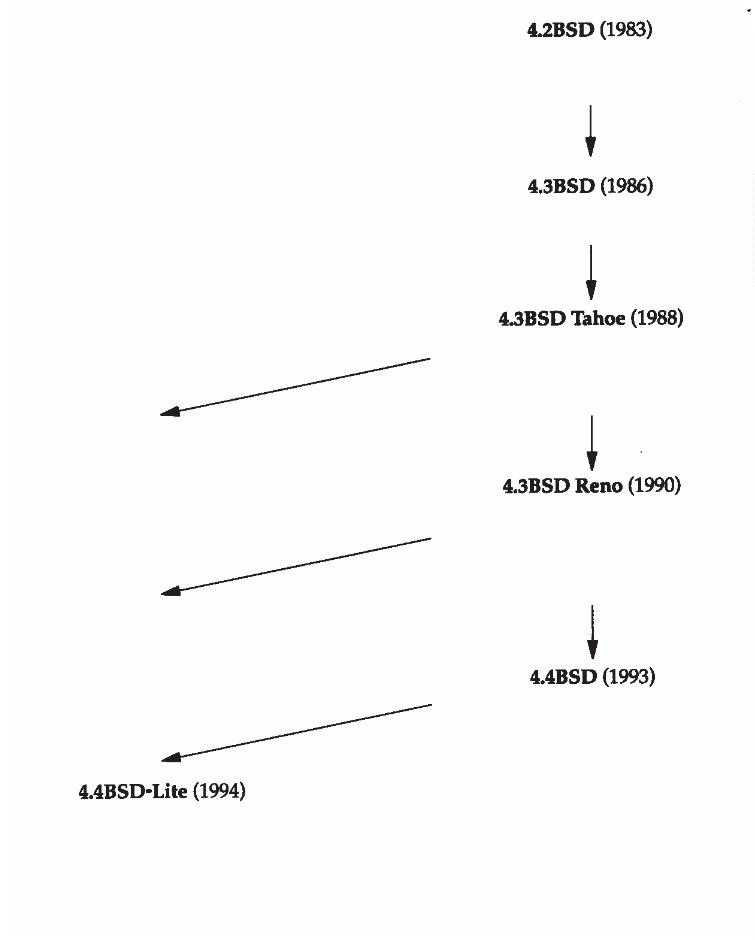 4.2BSD (1983)
4.3BSD (1986)
4.3BSD Tahoe (1988)
4.3BSD Reno (1990)
4.4BSD (1993)
4.4BSD-Lite (1994)